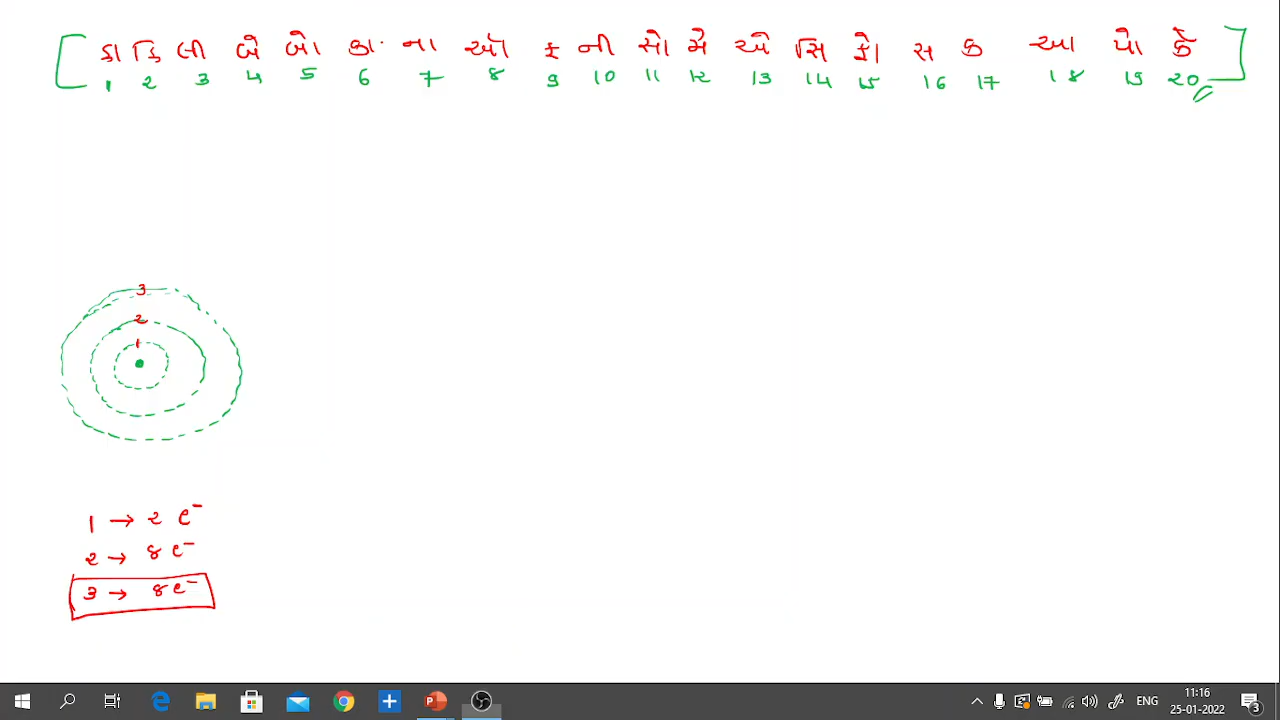 હા હિ લી બે બો કા ના ઓ ફ ની સો મે એ સિ ફો સ ક આ પો કે
1 2 3 4 5 6 7 8 9 10 11 12 13 14 15 16 17 18 19 20
3
2
1
1 → 2 e⁻
2 → 8 e⁻
3 → 8 e⁻
ENG
11:16
25-01-2022
3